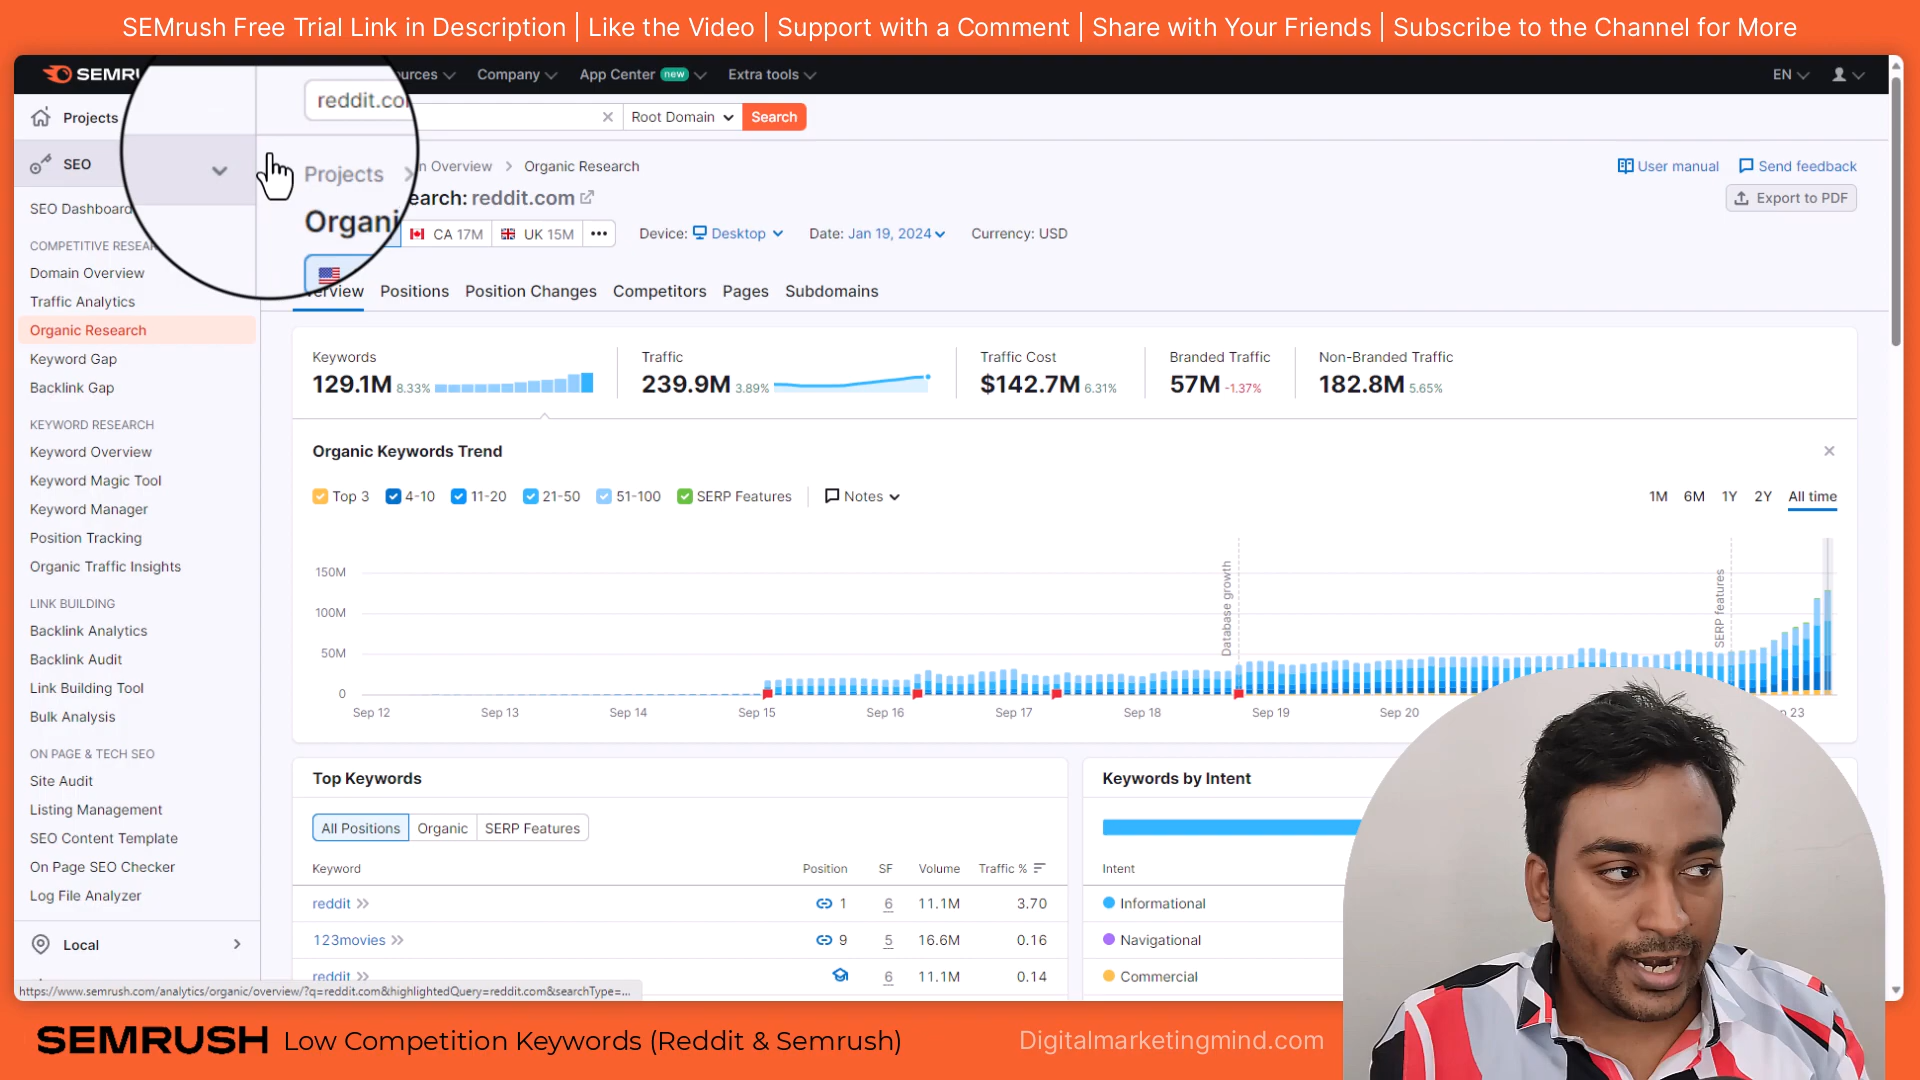 SEMrush Free Trial Link in Description | Like the Video | Support with a Comment | Share with Your Friends | Subscribe to the Channel for More
SEMRU
Company
App Center new
Extra tools
EN
reddit.co
Root Domain
Search
Projects
SEO
Projects
Overview > Organic Research
User manual
Send feedback
Organi
earch: reddit.com
Export to PDF
CA 17M
UK 15M
Device: Desktop
Date: Jan 19, 2024
Currency: USD
Positions
Position Changes
Competitors
Pages
Subdomains
SEO Dashboard
COMPETITIVE RESEAR
Domain Overview
Traffic Analytics
Organic Research
Keyword Gap
Backlink Gap
KEYWORD RESEARCH
Keyword Overview
Keyword Magic Tool
Keyword Manager
Position Tracking
Organic Traffic Insights
LINK BUILDING
Backlink Analytics
Backlink Audit
Link Building Tool
Bulk Analysis
ON PAGE & TECH SEO
Site Audit
Listing Management
SEO Content Template
On Page SEO Checker
Log File Analyzer
Local
Keywords
129.1M 8.33%
Traffic
239.9M 3.89%
Traffic Cost
$142.7M 6.31%
Branded Traffic
57M -1.37%
Non-Branded Traffic
182.8M 5.65%
Organic Keywords Trend
Top 3 4-10 11-20 21-50 51-100 SERP Features Notes
1M 6M 1Y 2Y All time
150M
100M
50M
0
Database growth
SERP features
Sep 12 Sep 13 Sep 14 Sep 15 Sep 16 Sep 17 Sep 18 Sep 19 Sep 20 23
Top Keywords
All Positions Organic SERP Features
Keyword Position SF Volume Traffic %
reddit 1 6 11.1M 3.70
123movies 9 5 16.6M 0.16
reddit 6 11.1M 0.14
Keywords by Intent
Intent
Informational
Navigational
Commercial
https://www.semrush.com/analytics/organic/overview/?q=reddit.com&highlightedQuery=reddit.com&searchType=...
SEMRUSH Low Competition Keywords (Reddit & Semrush)
Digitalmarketingmind.com